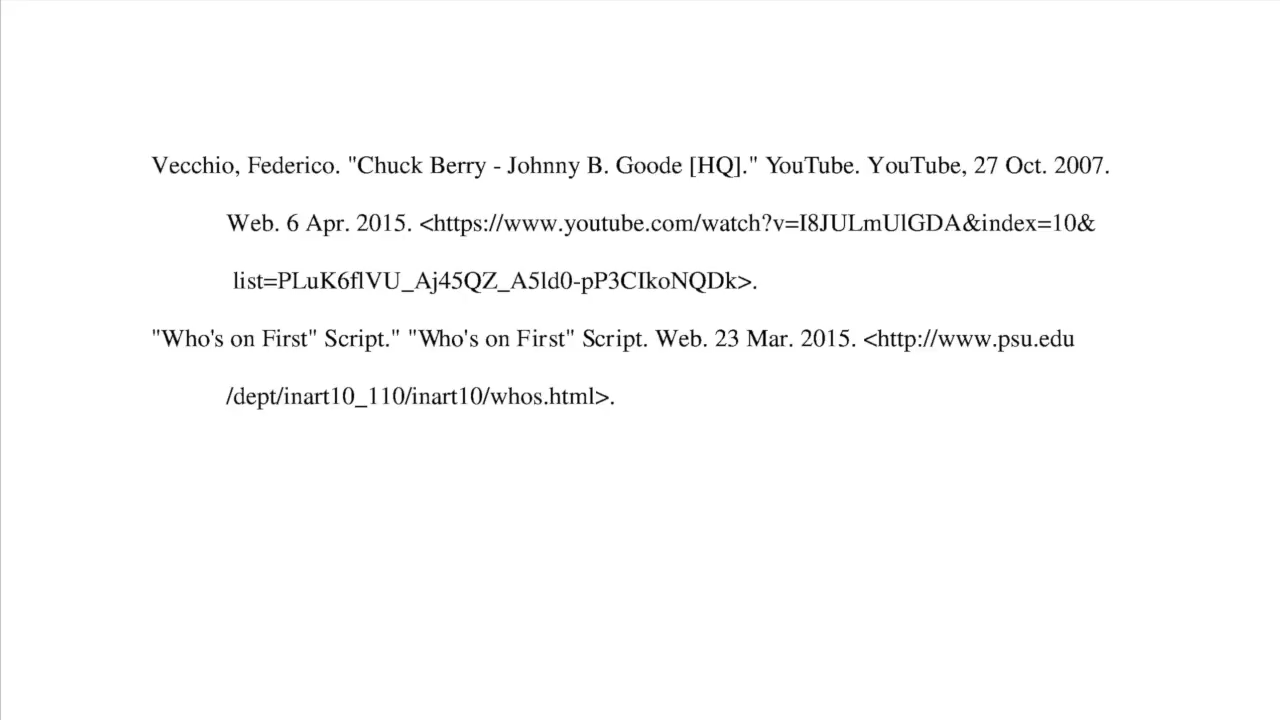 Vecchio, Federico. "Chuck Berry - Johnny B. Goode [HQ]." YouTube. YouTube, 27 Oct. 2007.
Web. 6 Apr. 2015. <https://www.youtube.com/watch?v=I8JULmUlGDA&index=10&
list=PLuK6flVU_Aj45QZ_A5ld0-pP3CIkoNQDk>.
"Who's on First" Script." "Who's on First" Script. Web. 23 Mar. 2015. <http://www.psu.edu
/dept/inart10_110/inart10/whos.html>.